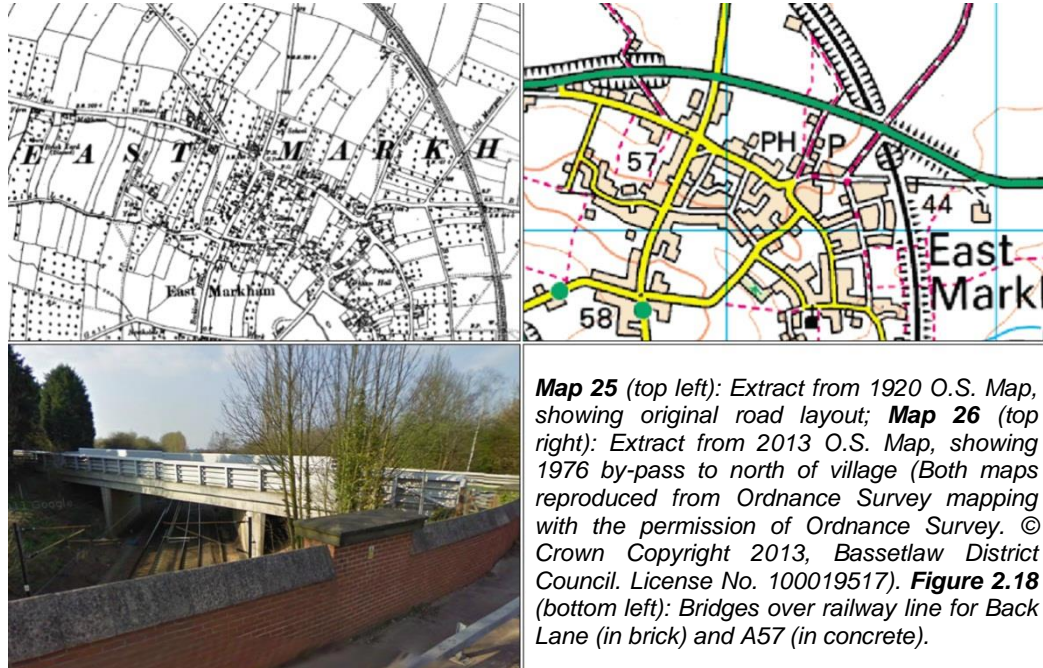 EAST MARKH
East Markham
School
57
PH
P
44
East
Markh
58
Google
Map 25 (top left): Extract from 1920 O.S. Map,
showing original road layout; Map 26 (top
right): Extract from 2013 O.S. Map, showing
1976 by-pass to north of village (Both maps
reproduced from Ordnance Survey mapping
with the permission of Ordnance Survey. ©
Crown Copyright 2013, Bassetlaw District
Council. License No. 100019517). Figure 2.18
(bottom left): Bridges over railway line for Back
Lane (in brick) and A57 (in concrete).